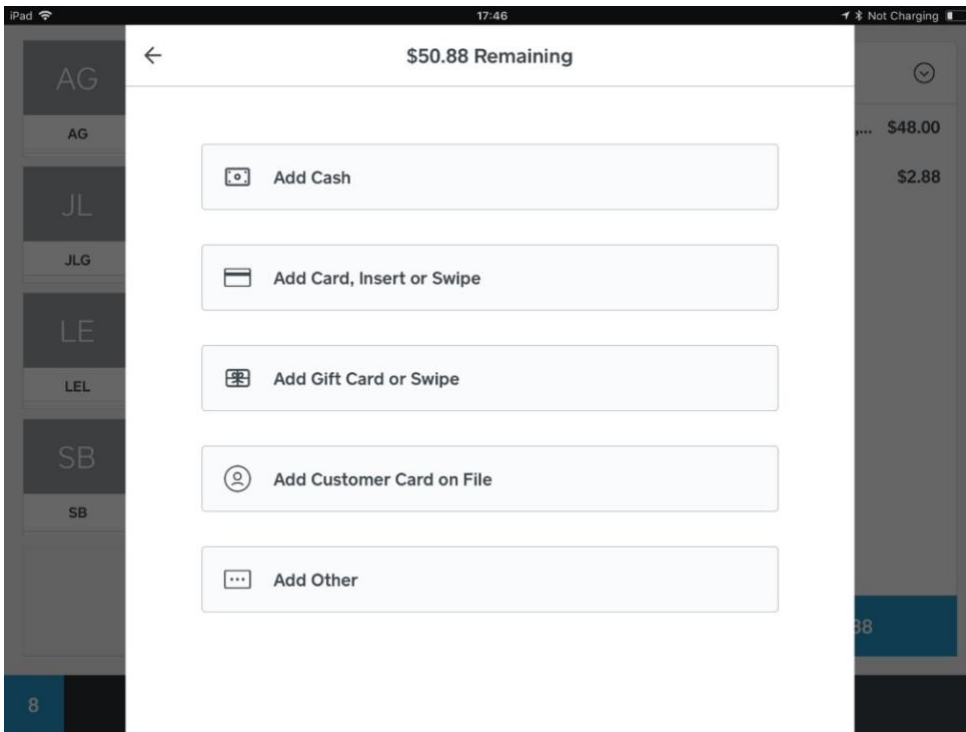 iPad 17:46 Not Charging
$50.88 Remaining
AG
AG
JL
JLG
LE
LEL
SB
SB
Add Cash
Add Card, Insert or Swipe
Add Gift Card or Swipe
Add Customer Card on File
Add Other
,... $48.00
$2.88
88
8